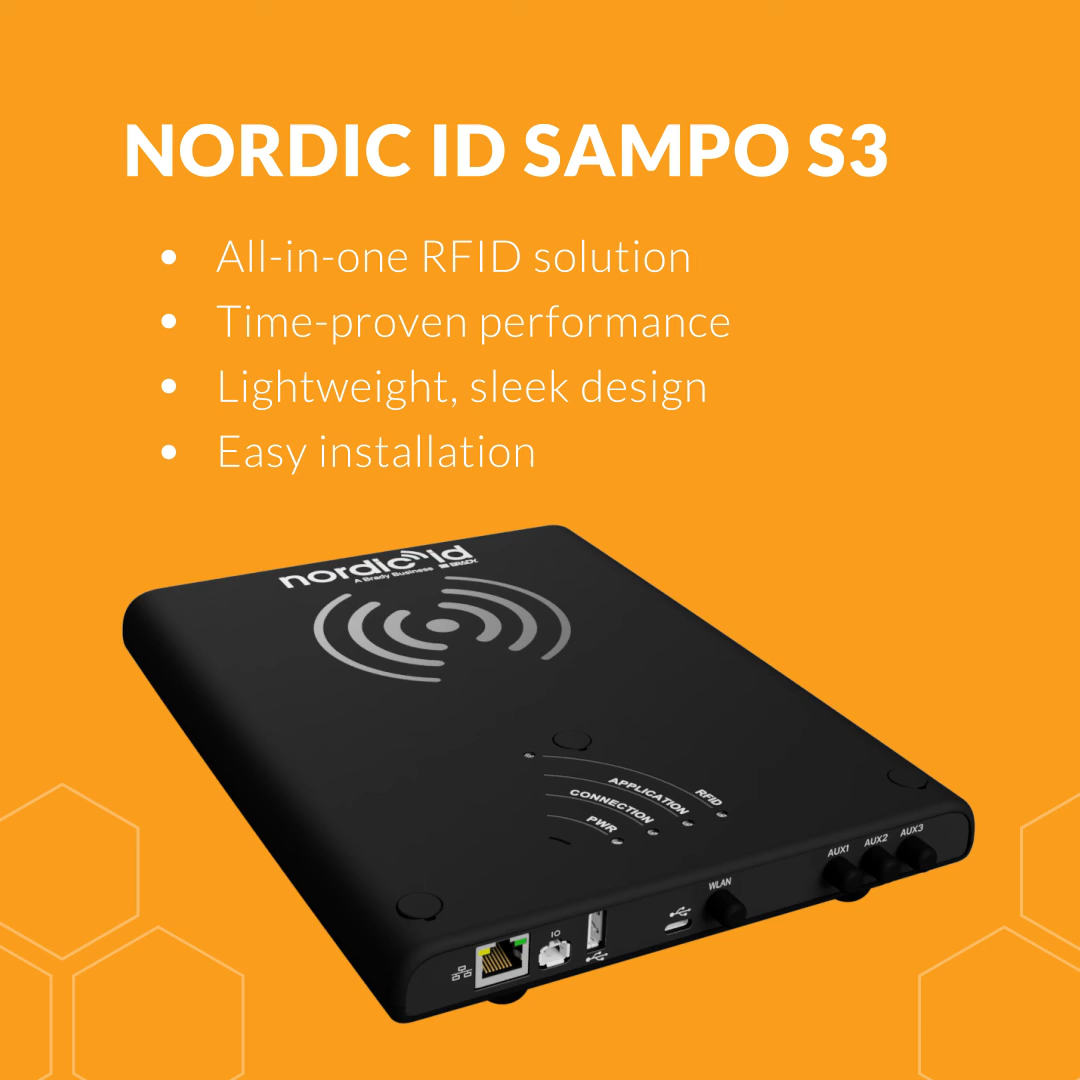 NORDIC ID SAMPO S3
• All-in-one RFID solution
• Time-proven performance
• Lightweight, sleek design
• Easy installation
nordic id
A Brady Business BRADY
RFID
APPLICATION
CONNECTION
PWR
AUX1 AUX2 AUX3
WLAN
IO